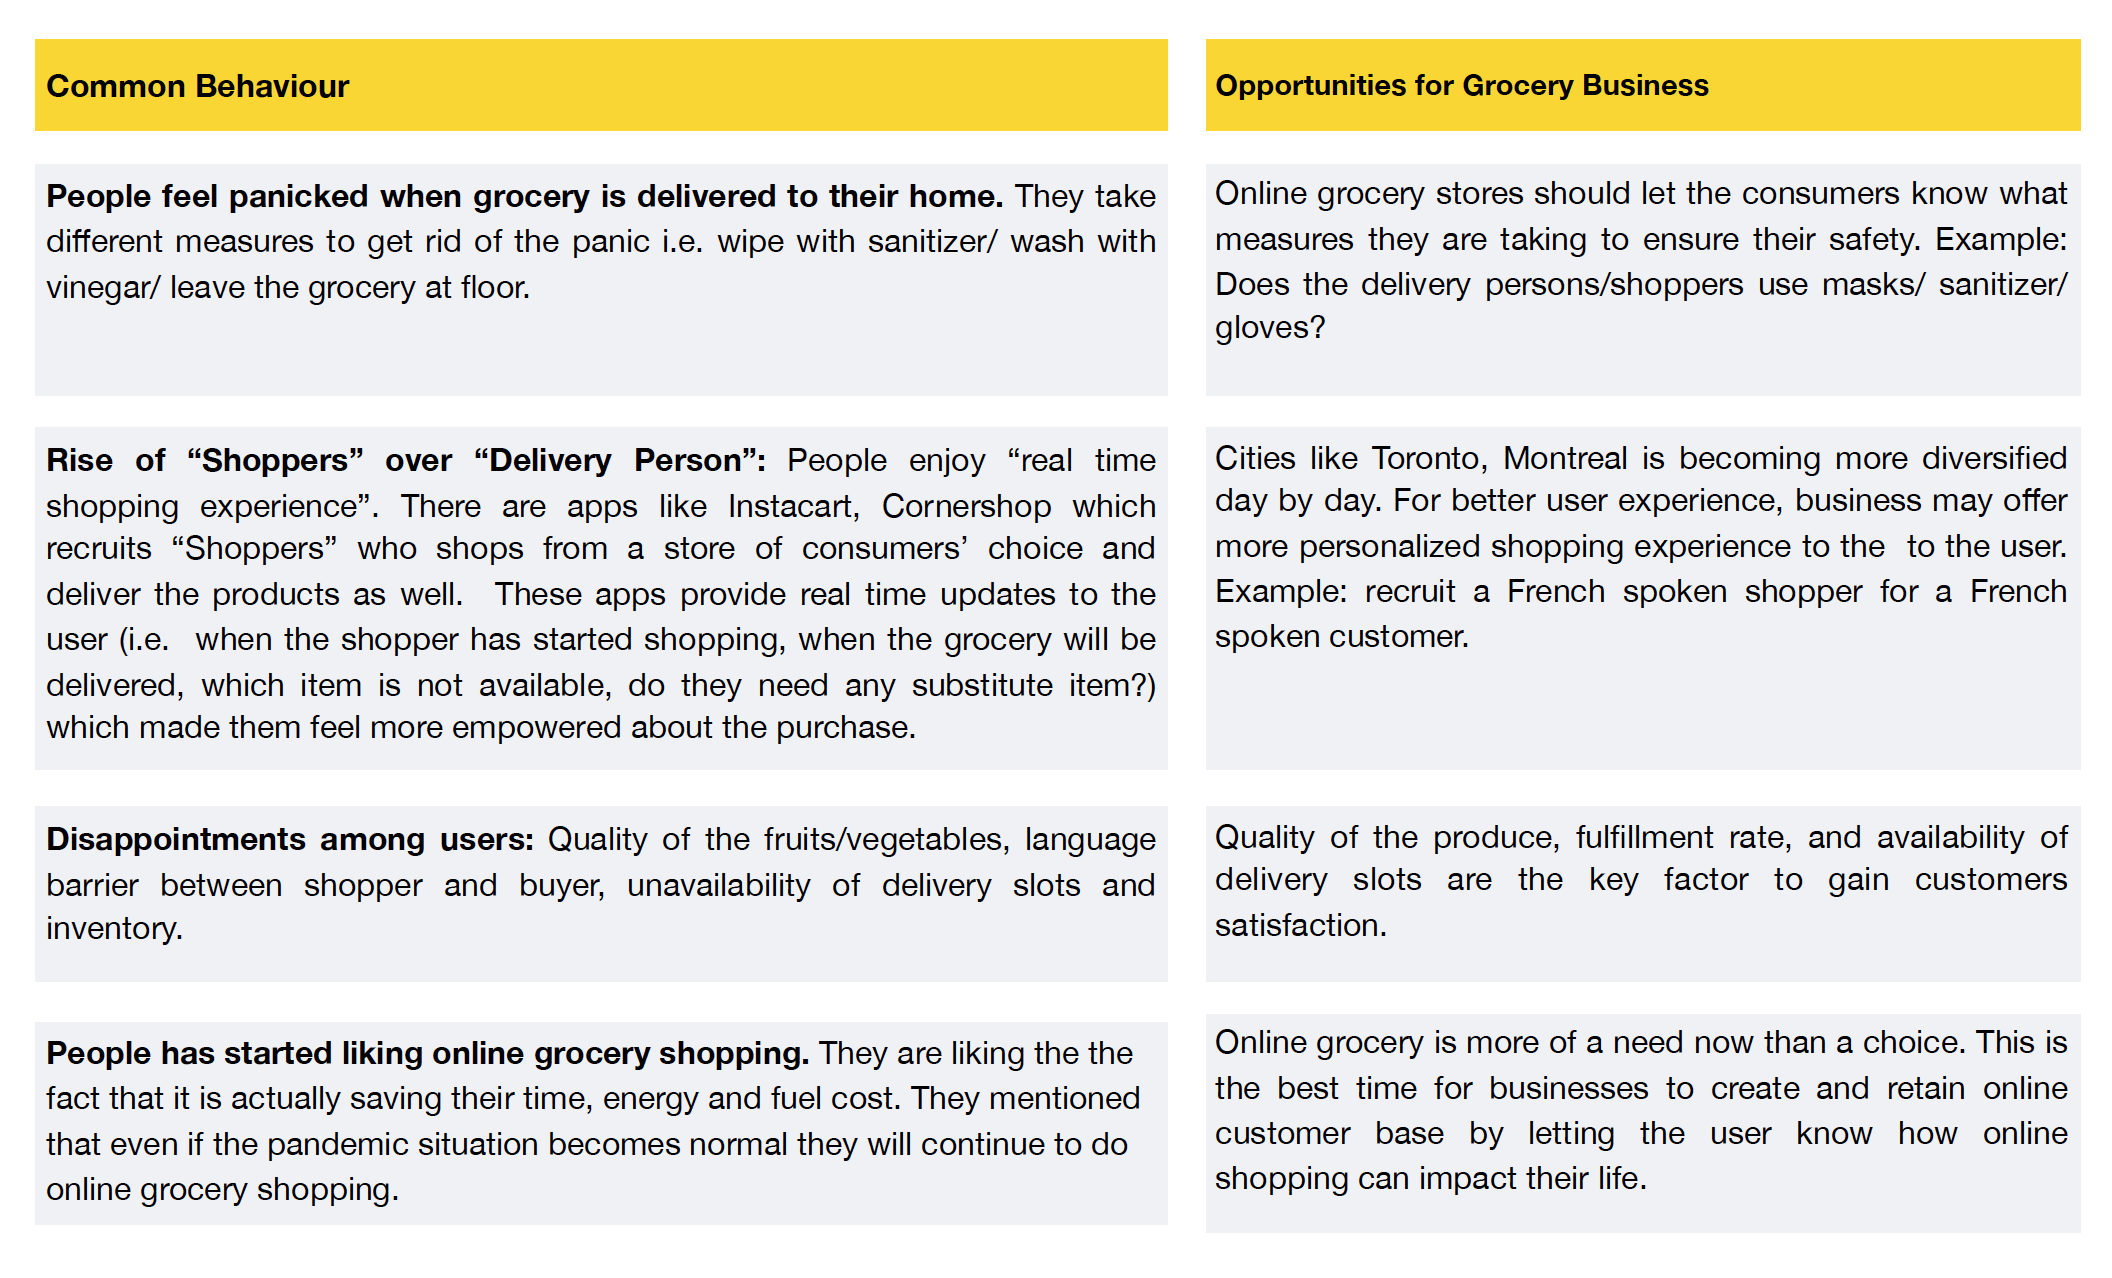 Common Behaviour
Opportunities for Grocery Business
People feel panicked when grocery is delivered to their home. They take
different measures to get rid of the panic i.e. wipe with sanitizer/ wash with
vinegar/ leave the grocery at floor.
Online grocery stores should let the consumers know what
measures they are taking to ensure their safety. Example:
Does the delivery persons/shoppers use masks/ sanitizer/
gloves?
Rise of “Shoppers” over “Delivery Person”: People enjoy “real time
shopping experience”. There are apps like Instacart, Cornershop which
recruits “Shoppers” who shops from a store of consumers’ choice and
deliver the products as well.  These apps provide real time updates to the
user (i.e.  when the shopper has started shopping, when the grocery will be
delivered, which item is not available, do they need any substitute item?)
which made them feel more empowered about the purchase.
Cities like Toronto, Montreal is becoming more diversified
day by day. For better user experience, business may offer
more personalized shopping experience to the  to the user.
Example: recruit a French spoken shopper for a French
spoken customer.
Disappointments among users: Quality of the fruits/vegetables, language
barrier between shopper and buyer, unavailability of delivery slots and
inventory.
Quality of the produce, fulfillment rate, and availability of
delivery slots are the key factor to gain customers
satisfaction.
People has started liking online grocery shopping. They are liking the the
fact that it is actually saving their time, energy and fuel cost. They mentioned
that even if the pandemic situation becomes normal they will continue to do
online grocery shopping.
Online grocery is more of a need now than a choice. This is
the best time for businesses to create and retain online
customer base by letting the user know how online
shopping can impact their life.